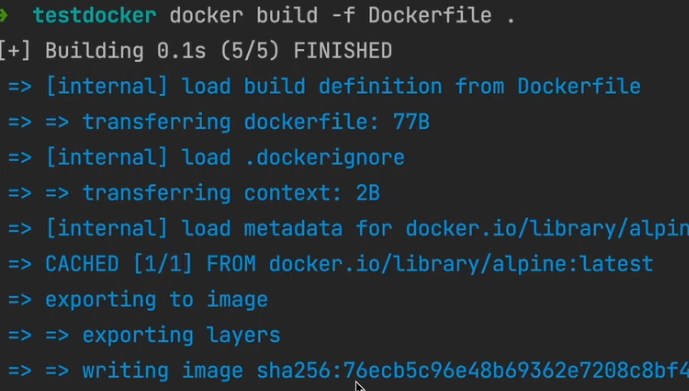 → testdocker docker build -f Dockerfile .
[+] Building 0.1s (5/5) FINISHED
=> [internal] load build definition from Dockerfile
=> => transferring dockerfile: 77B
=> [internal] load .dockerignore
=> => transferring context: 2B
=> [internal] load metadata for docker.io/library/alpin
=> CACHED [1/1] FROM docker.io/library/alpine:latest
=> exporting to image
=> => exporting layers
=> => writing image sha256:76ecb5c96e48b69362e7208c8bf4